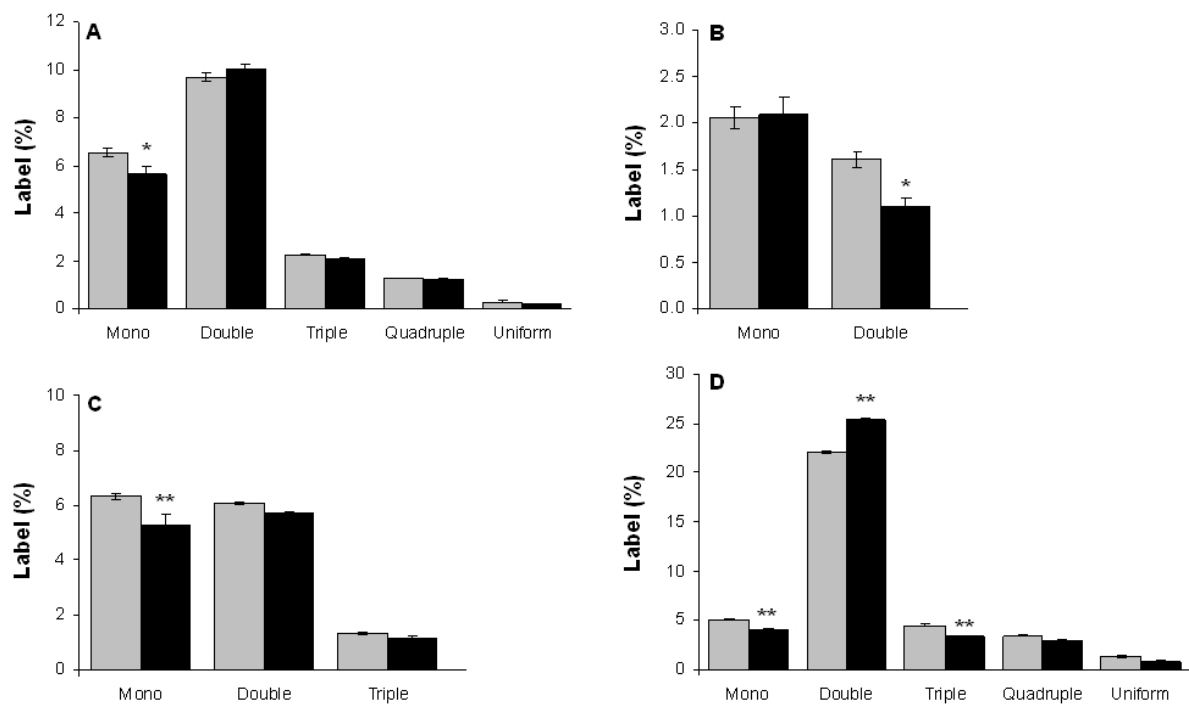 A
Label (%)
12
10
8
6
4
2
0
*
Mono Double Triple Quadruple Uniform
B
Label (%)
3.0
2.5
2.0
1.5
1.0
0.5
0.0
*
Mono Double
C
Label (%)
10
8
6
4
2
0
**
Mono Double Triple
D
Label (%)
30
25
20
15
10
5
0
**
** **
Mono Double Triple Quadruple Uniform